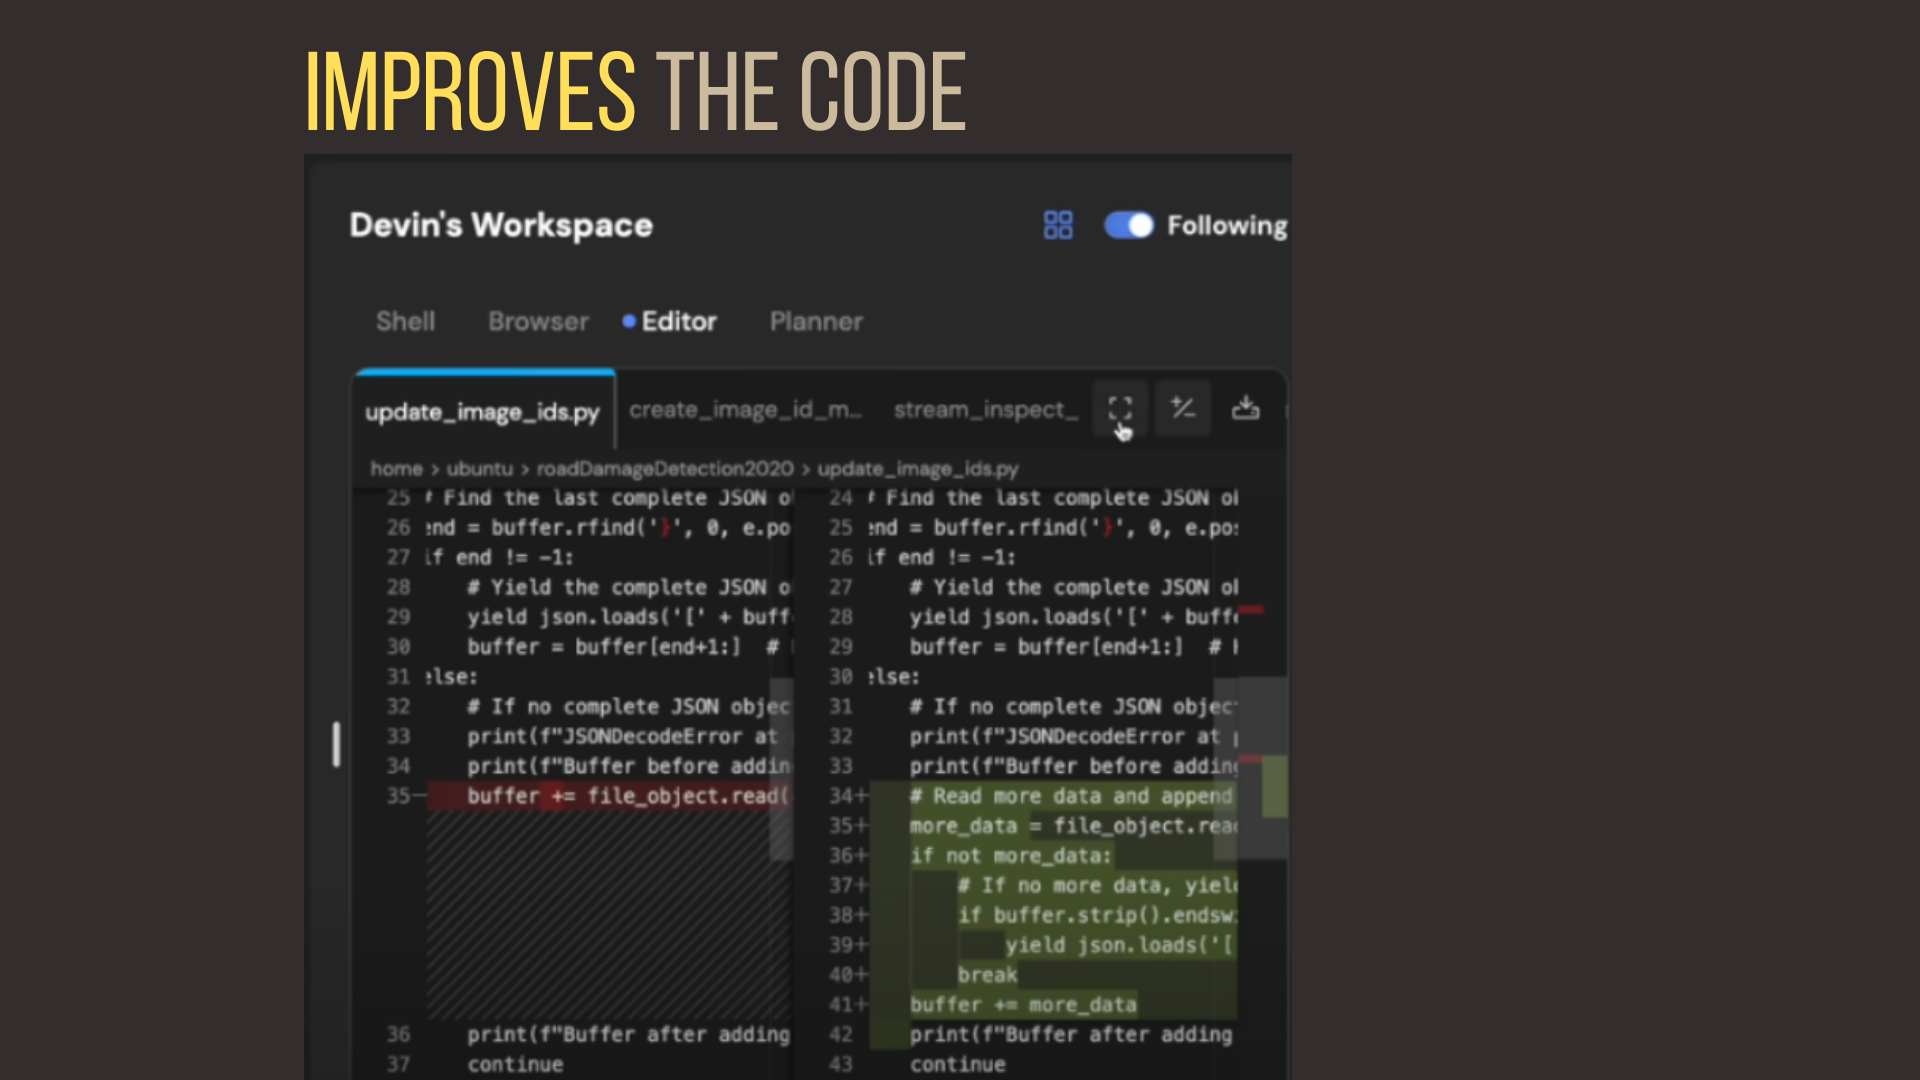 IMPROVES THE CODE
Devin's Workspace
Following
Shell Browser Editor Planner
update_image_ids.py create_image_id_m... stream_inspect_
home > ubuntu > roadDamageDetection2020 > update_image_ids.py
25 # Find the last complete JSON
26 end = buffer.rfind('}', 0, e.po
27 if end != -1:
28 # Yield the complete JSON
29 yield json.loads('[' + buff
30 buffer = buffer[end+1:] #
31 else:
32 # If no complete JSON objec
33 print(f"JSONDecodeError at
34 print(f"Buffer before addin
35— buffer += file_object.read(
36 print(f"Buffer after adding
37 continue
24 # Find the last complete JSON
25 end = buffer.rfind('}', 0, e.pos
26 if end != -1:
27 # Yield the complete JSON
28 yield json.loads('[' + buff
29 buffer = buffer[end+1:] #
30 else:
31 # If no complete JSON objec
32 print(f"JSONDecodeError at
33 print(f"Buffer before adding
34+ # Read more data and append
35+ more_data = file_object.rea
36+ if not more_data:
37+ # If no more data, yiel
38+ if buffer.strip().endsw
39+ yield json.loads('[
40+ break
41+ buffer += more_data
42 print(f"Buffer after adding
43 continue